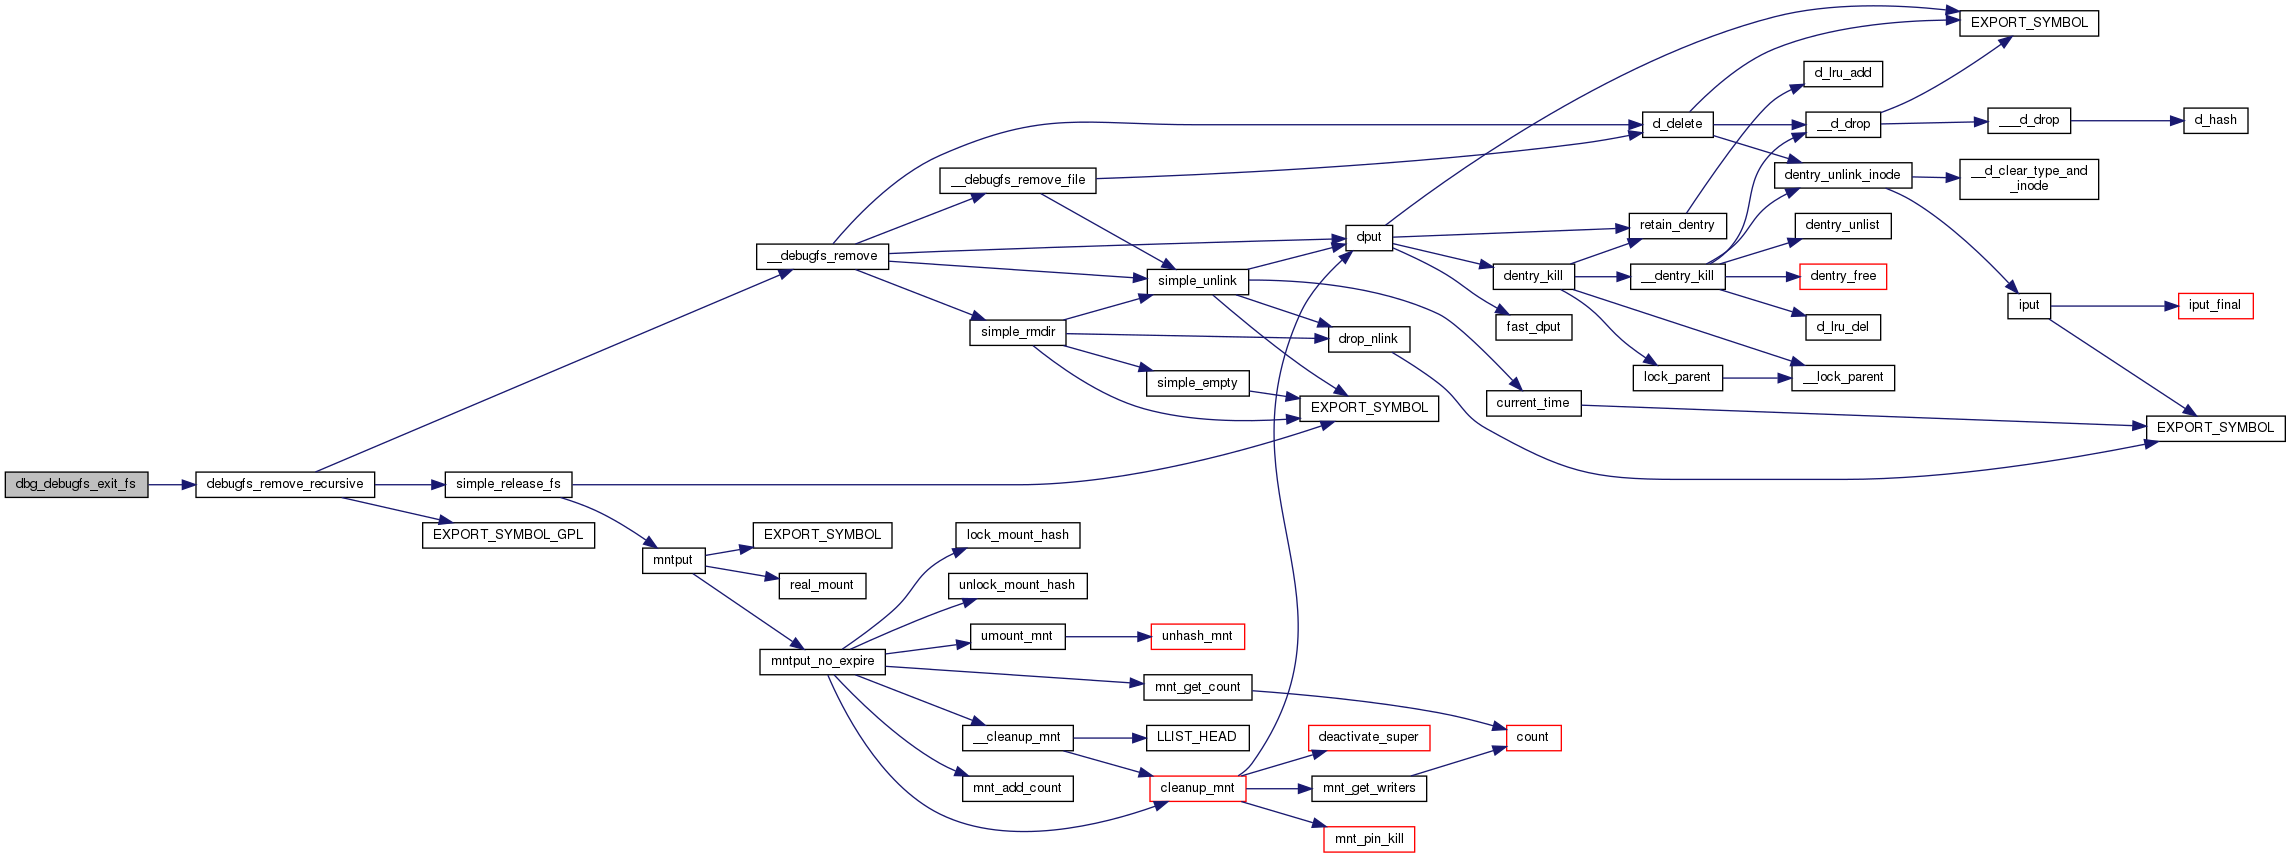 EXPORT_SYMBOL
d_lru_add
d_delete
__d_drop
___d_drop
d_hash
__debugfs_remove_file
dentry_unlink_inode
__d_clear_type_and
_inode
retain_dentry
dentry_unlist
dput
__debugfs_remove
simple_unlink
dentry_kill
__dentry_kill
dentry_free
iput
iput_final
simple_rmdir
drop_nlink
fast_dput
d_lru_del
simple_empty
lock_parent
__lock_parent
EXPORT_SYMBOL
current_time
EXPORT_SYMBOL
dbg_debugfs_exit_fs
debugfs_remove_recursive
simple_release_fs
EXPORT_SYMBOL_GPL
EXPORT_SYMBOL
lock_mount_hash
mntput
real_mount
unlock_mount_hash
umount_mnt
unhash_mnt
mntput_no_expire
mnt_get_count
__cleanup_mnt
LLIST_HEAD
deactivate_super
count
mnt_add_count
cleanup_mnt
mnt_get_writers
mnt_pin_kill